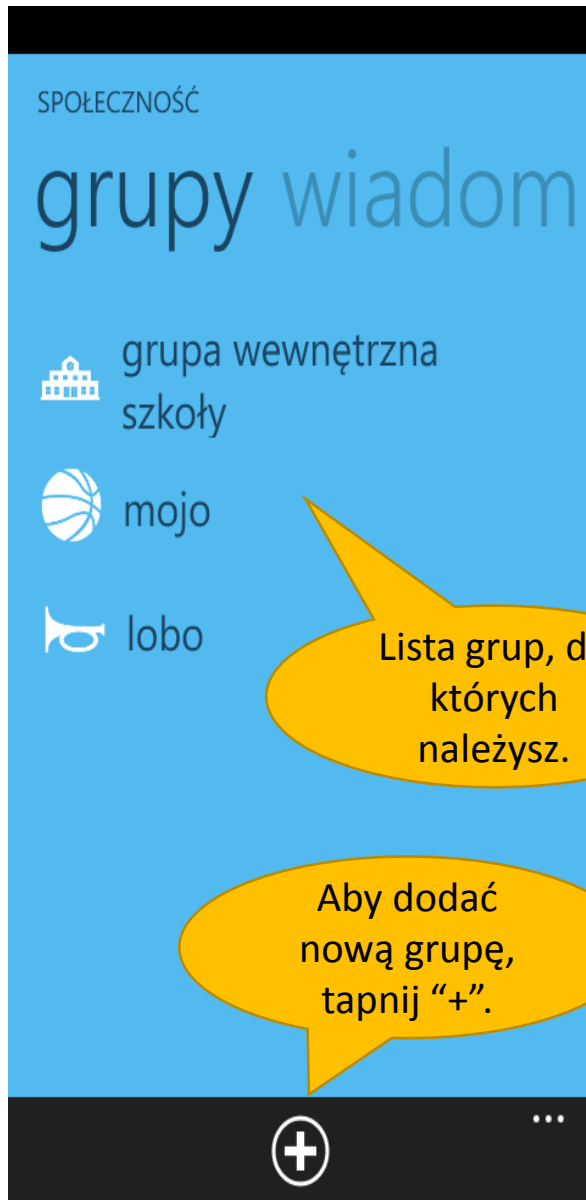 SPOŁECZNOŚĆ
grupy wiadom
grupa wewnętrzna
szkoły
mojo
lobo
Lista grup, d
których
należysz.
Aby dodać
nową grupę,
tapnij “+”.